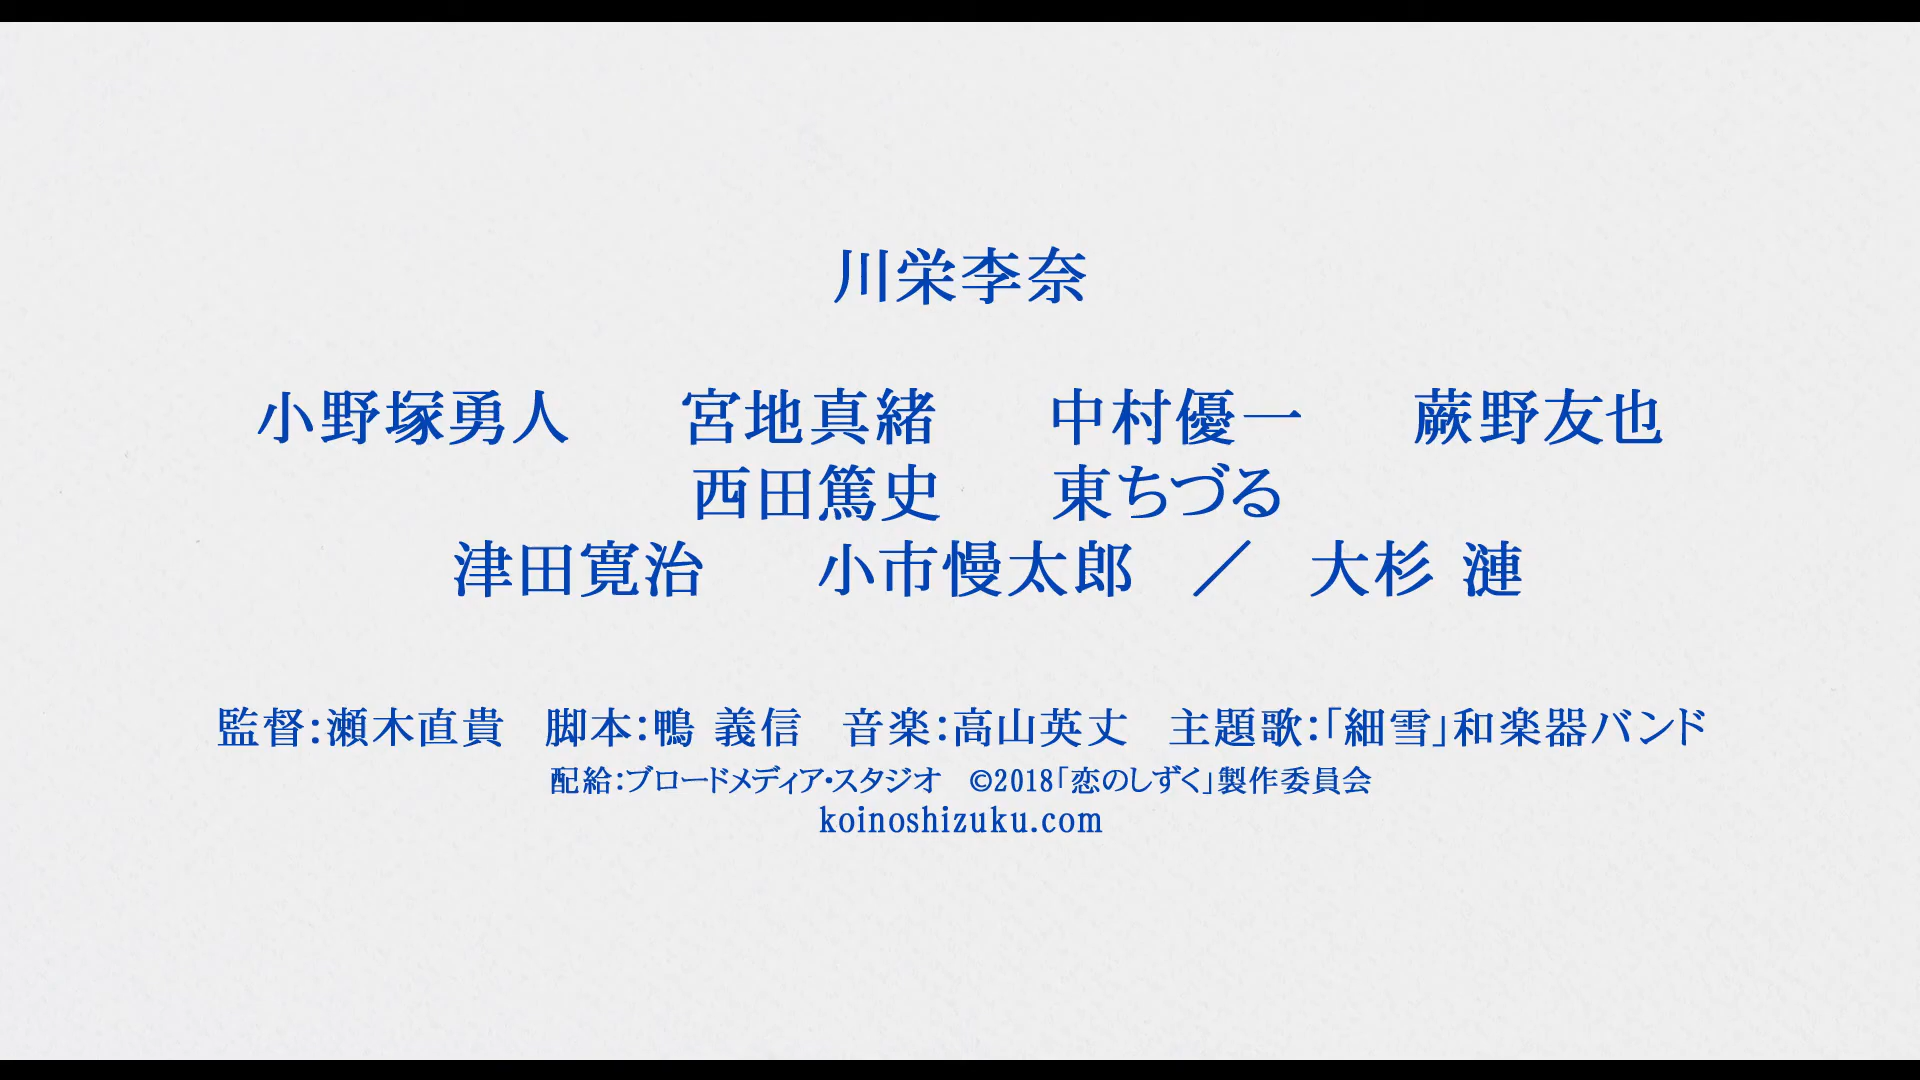 川栄李奈
小野塚勇人　宮地真緒　中村優一　蕨野友也
西田篤史　東ちづる
津田寛治　小市慢太郎　／　大杉 漣
監督：瀬木直貴　脚本：鴨 義信　音楽：高山英丈　主題歌：「細雪」和楽器バンド
配給：ブロードメディア・スタジオ　©2018「恋のしずく」製作委員会
koinoshizuku.com